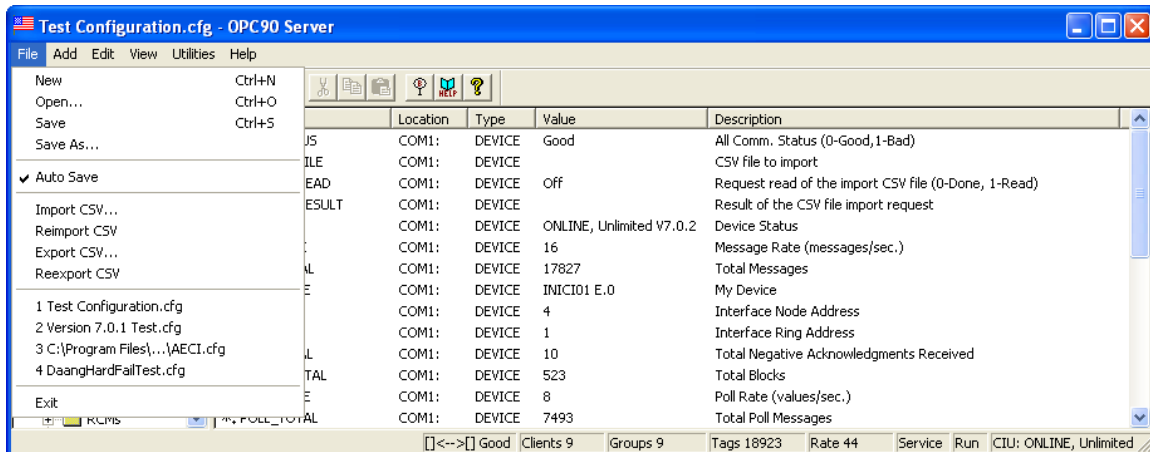 Test Configuration.cfg - OPC90 Server
File Add Edit View Utilities Help
New Ctrl+N
Open... Ctrl+O
Save Ctrl+S
Save As...
Auto Save
Import CSV...
Reimport CSV
Export CSV...
Reexport CSV
1 Test Configuration.cfg
2 Version 7.0.1 Test.cfg
3 C:\Program Files\...\AECI.cfg
4 DaangHardFailTest.cfg
Exit
HELP
Location Type Value Description
US COM1: DEVICE Good All Comm. Status (0-Good,1-Bad)
ILE COM1: DEVICE CSV file to import
EAD COM1: DEVICE Off Request read of the import CSV file (0-Done, 1-Read)
ESULT COM1: DEVICE Result of the CSV file import request
COM1: DEVICE ONLINE, Unlimited V7.0.2 Device Status
COM1: DEVICE 16 Message Rate (messages/sec.)
AL COM1: DEVICE 17827 Total Messages
E COM1: DEVICE INICI01 E.0 My Device
COM1: DEVICE 4 Interface Node Address
COM1: DEVICE 1 Interface Ring Address
AL COM1: DEVICE 10 Total Negative Acknowledgments Received
TAL COM1: DEVICE 523 Total Blocks
E COM1: DEVICE 8 Poll Rate (values/sec.)
RCMs *, POLL_TOTAL COM1: DEVICE 7493 Total Poll Messages
[]<-->[] Good Clients 9 Groups 9 Tags 18923 Rate 44 Service Run CIU: ONLINE, Unlimited